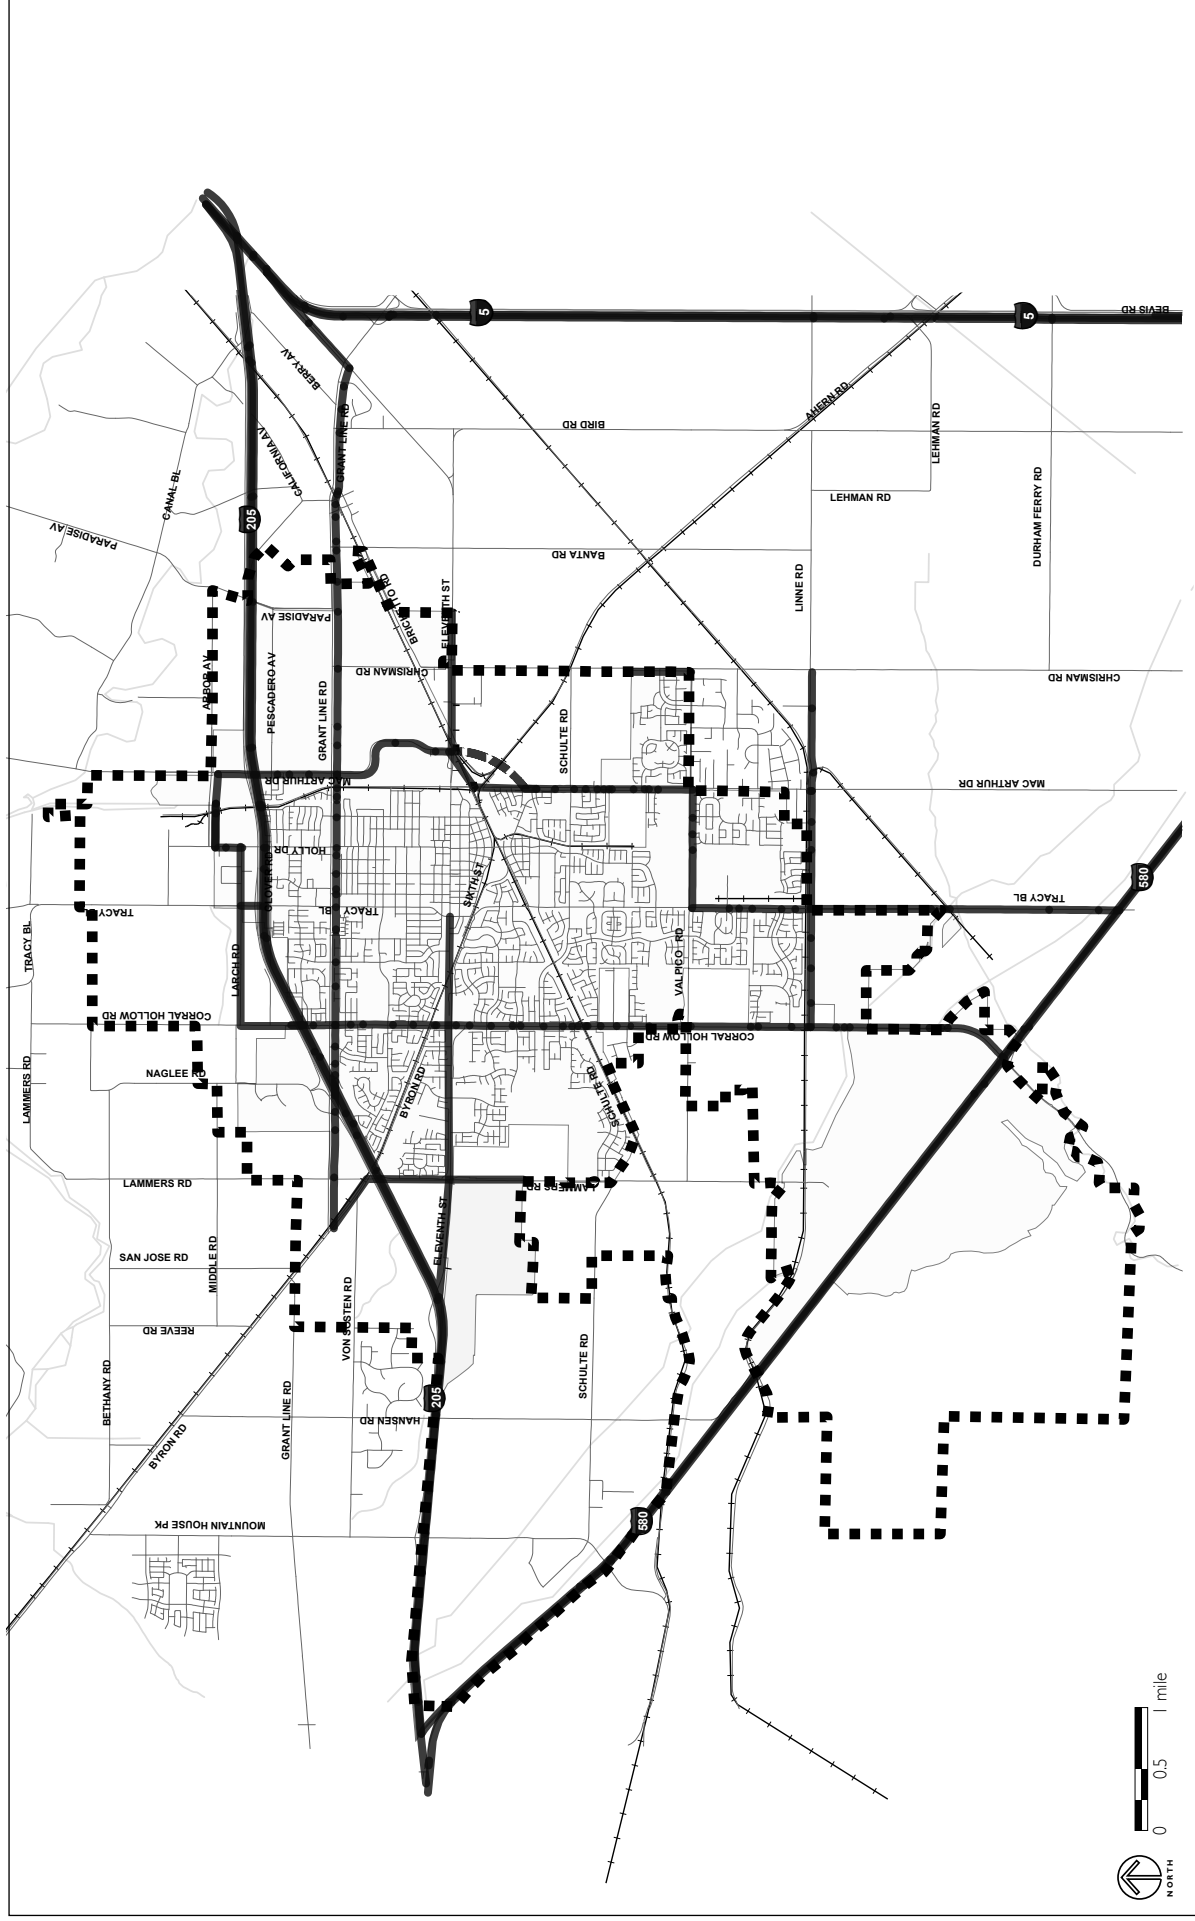 BERRY AV
5
5
BEVIS RD
CALIFORNIA AV
GRANT LINE RD
BIRD RD
AHERN RD
LEHMAN RD
CANAL BL
LEHMAN RD
PARADISE AV
205
BANTA RD
DURHAM FERRY RD
LINNE RD
PARADISE AV
ELEVENTH ST
CHRISMAN RD
CHRISMAN RD
ARBOR AV
PESCADERO AV
GRANT LINE RD
SCHULTE RD
MAC ARTHUR DR
MAC ARTHUR DR
HOLLY DR
CLOVER RD
SIXTH ST
580
TRACY BL
TRACY BL
TRACY BL
LARCH RD
VALPICO RD
CORRAL HOLLOW RD
CORRAL HOLLOW RD
NAGLEE RD
LAMMERS RD
BYRON RD
SCHULTE RD
LAMMERS RD
LAMMERS RD
ELEVENTH ST
SAN JOSE RD
MIDDLE RD
REEVE RD
VON SOSTEN RD
SCHULTE RD
BETHANY RD
GRANT LINE RD
205
HANSEN RD
BYRON RD
MOUNTAIN HOUSE PK
580
0 0.5 1 mile
NORTH